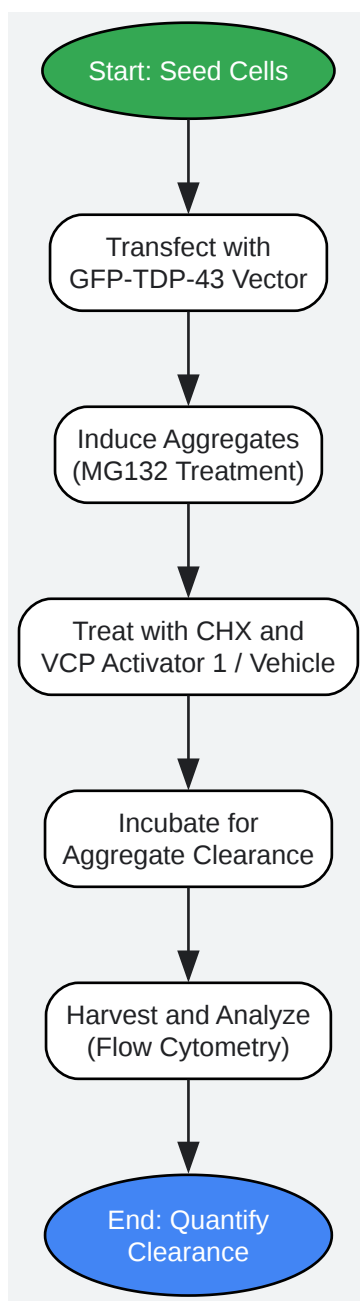 Start: Seed Cells
Transfect with
GFP-TDP-43 Vector
Induce Aggregates
(MG132 Treatment)
Treat with CHX and
VCP Activator 1 / Vehicle
Incubate for
Aggregate Clearance
Harvest and Analyze
(Flow Cytometry)
End: Quantify
Clearance